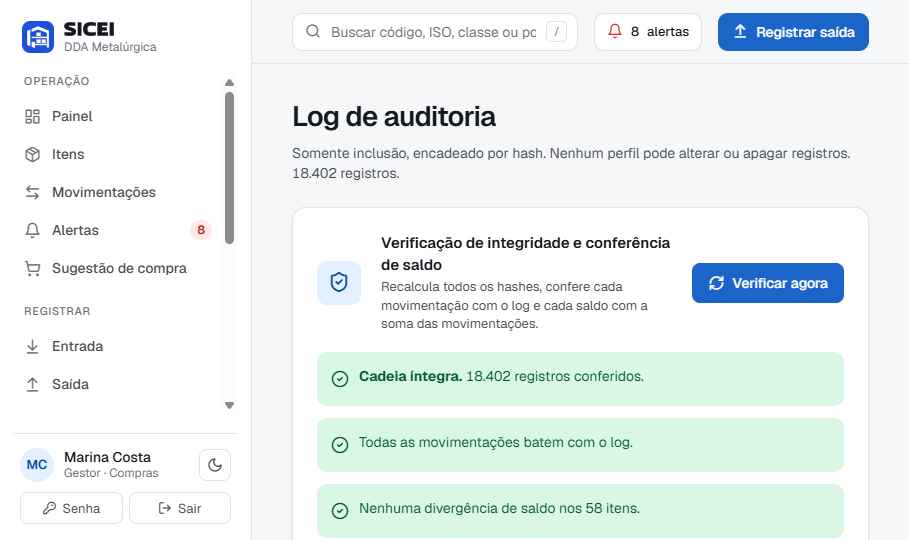 SICEI
DDA Metalúrgica
OPERAÇÃO
Painel
Itens
Movimentações
Alertas 8
Sugestão de compra
REGISTRAR
Entrada
Saída
MC
Marina Costa
Gestor · Compras
Senha
Sair
Buscar código, ISO, classe ou pc /
8 alertas
Registrar saída
Log de auditoria
Somente inclusão, encadeado por hash. Nenhum perfil pode alterar ou apagar registros.
18.402 registros.
Verificação de integridade e conferência
de saldo
Recalcula todos os hashes, confere cada
movimentação com o log e cada saldo com a
soma das movimentações.
Verificar agora
Cadeia íntegra. 18.402 registros conferidos.
Todas as movimentações batem com o log.
Nenhuma divergência de saldo nos 58 itens.